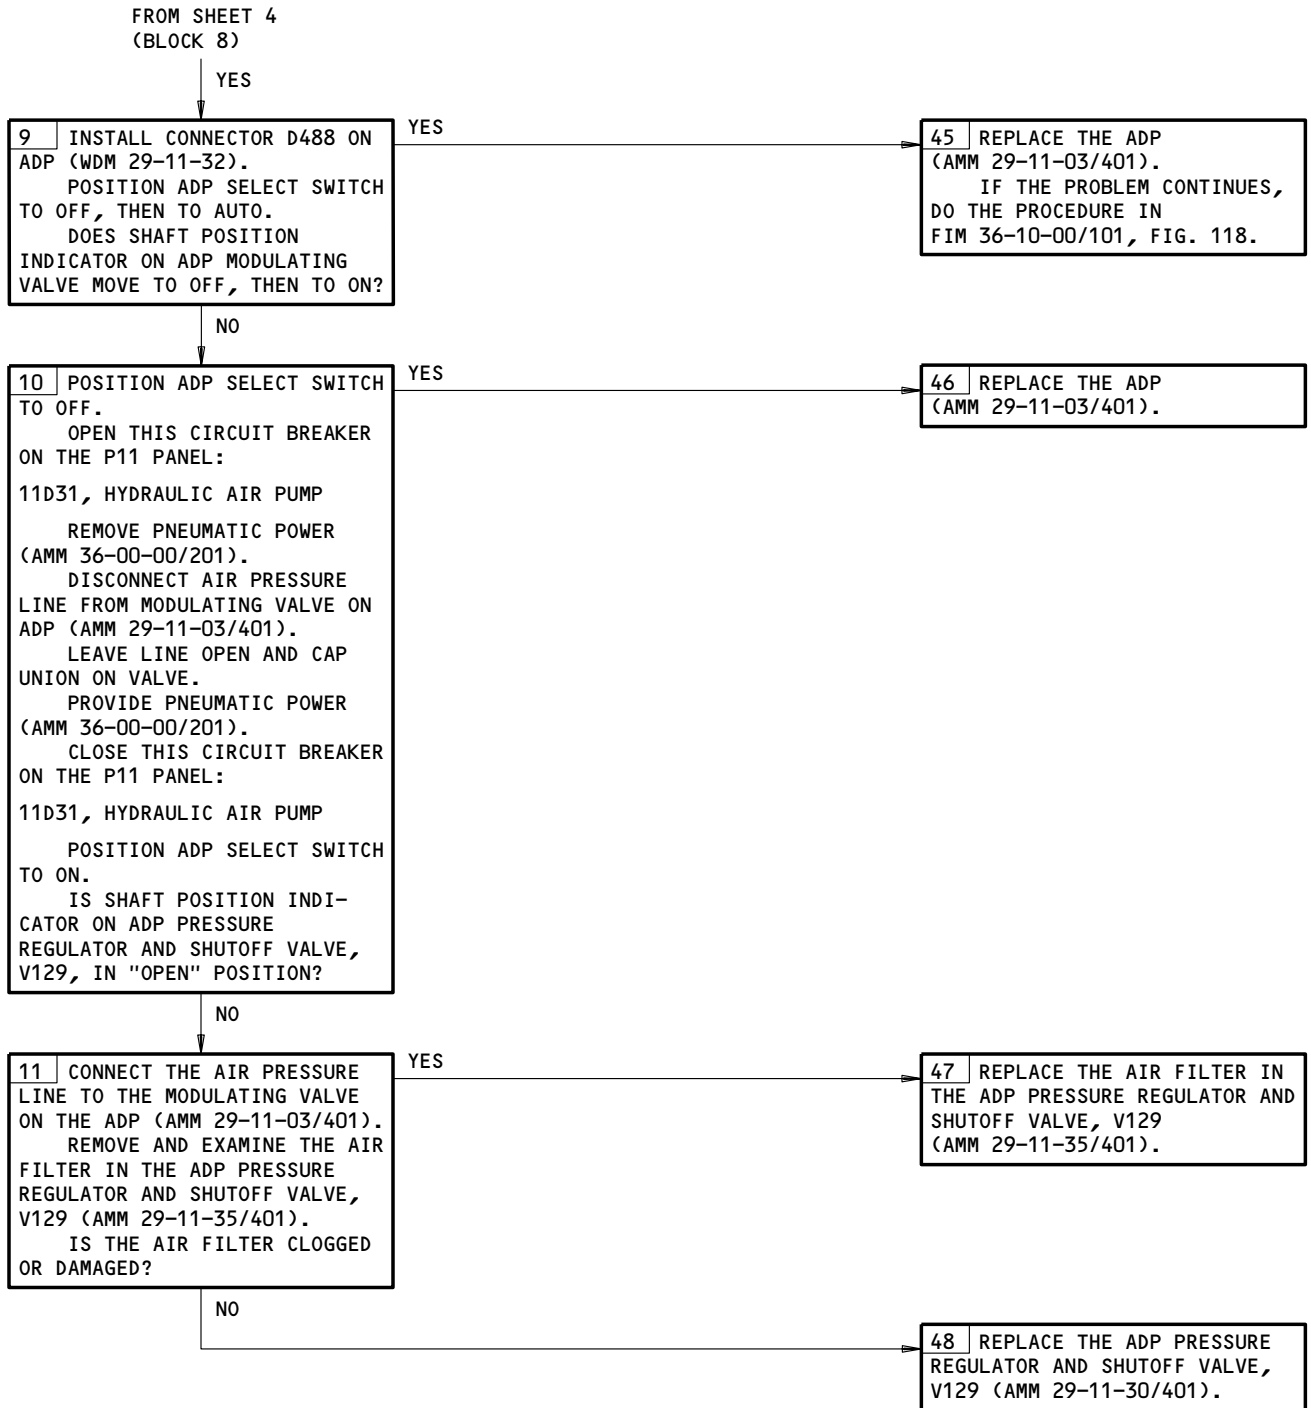 FROM SHEET 4
(BLOCK 8)
YES
9 INSTALL CONNECTOR D488 ON
ADP (WDM 29-11-32).
POSITION ADP SELECT SWITCH
TO OFF, THEN TO AUTO.
DOES SHAFT POSITION
INDICATOR ON ADP MODULATING
VALVE MOVE TO OFF, THEN TO ON?
YES
45 REPLACE THE ADP
(AMM 29-11-03/401).
IF THE PROBLEM CONTINUES,
DO THE PROCEDURE IN
FIM 36-10-00/101, FIG. 118.
NO
10 POSITION ADP SELECT SWITCH
TO OFF.
OPEN THIS CIRCUIT BREAKER
ON THE P11 PANEL:
11D31, HYDRAULIC AIR PUMP
REMOVE PNEUMATIC POWER
(AMM 36-00-00/201).
DISCONNECT AIR PRESSURE
LINE FROM MODULATING VALVE ON
ADP (AMM 29-11-03/401).
LEAVE LINE OPEN AND CAP
UNION ON VALVE.
PROVIDE PNEUMATIC POWER
(AMM 36-00-00/201).
CLOSE THIS CIRCUIT BREAKER
ON THE P11 PANEL:
11D31, HYDRAULIC AIR PUMP
POSITION ADP SELECT SWITCH
TO ON.
IS SHAFT POSITION INDI-
CATOR ON ADP PRESSURE
REGULATOR AND SHUTOFF VALVE,
V129, IN "OPEN" POSITION?
YES
46 REPLACE THE ADP
(AMM 29-11-03/401).
NO
11 CONNECT THE AIR PRESSURE
LINE TO THE MODULATING VALVE
ON THE ADP (AMM 29-11-03/401).
REMOVE AND EXAMINE THE AIR
FILTER IN THE ADP PRESSURE
REGULATOR AND SHUTOFF VALVE,
V129 (AMM 29-11-35/401).
IS THE AIR FILTER CLOGGED
OR DAMAGED?
YES
47 REPLACE THE AIR FILTER IN
THE ADP PRESSURE REGULATOR AND
SHUTOFF VALVE, V129
(AMM 29-11-35/401).
NO
48 REPLACE THE ADP PRESSURE
REGULATOR AND SHUTOFF VALVE,
V129 (AMM 29-11-30/401).